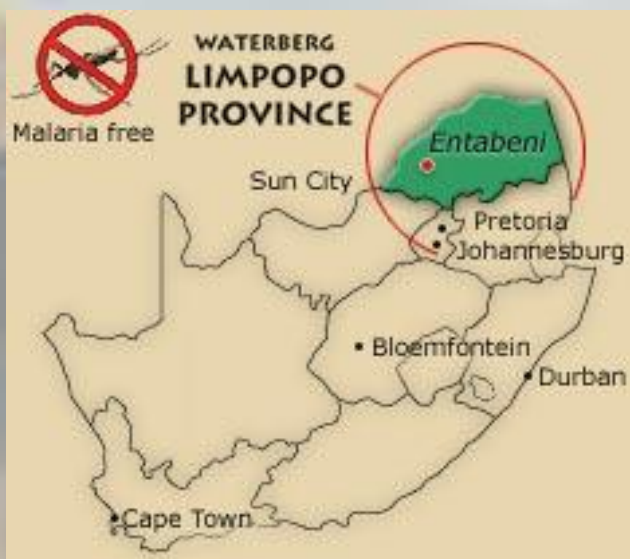 WATERBERG
LIMPOPO
PROVINCE
Malaria free
Entabeni
Sun City
Pretoria
Johannesburg
Bloemfontein
Durban
Cape Town